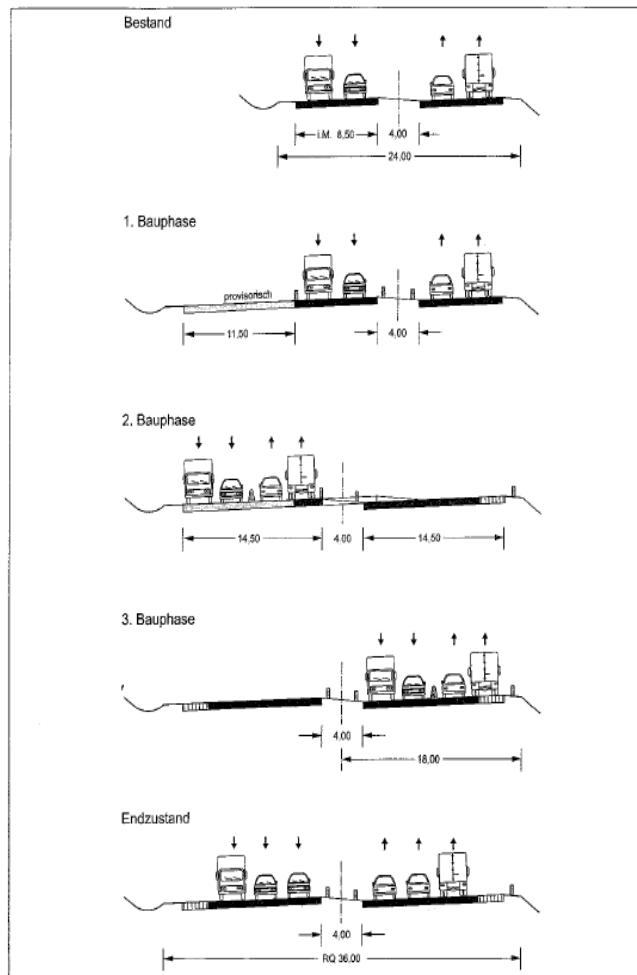 Bestand
i.M. 8,50
4,00
24,00
1. Bauphase
provisorisch
11,50
4,00
2. Bauphase
14,50
4.00
14,50
3. Bauphase
4,00
18,00
Endzustand
4,00
RQ 36,00